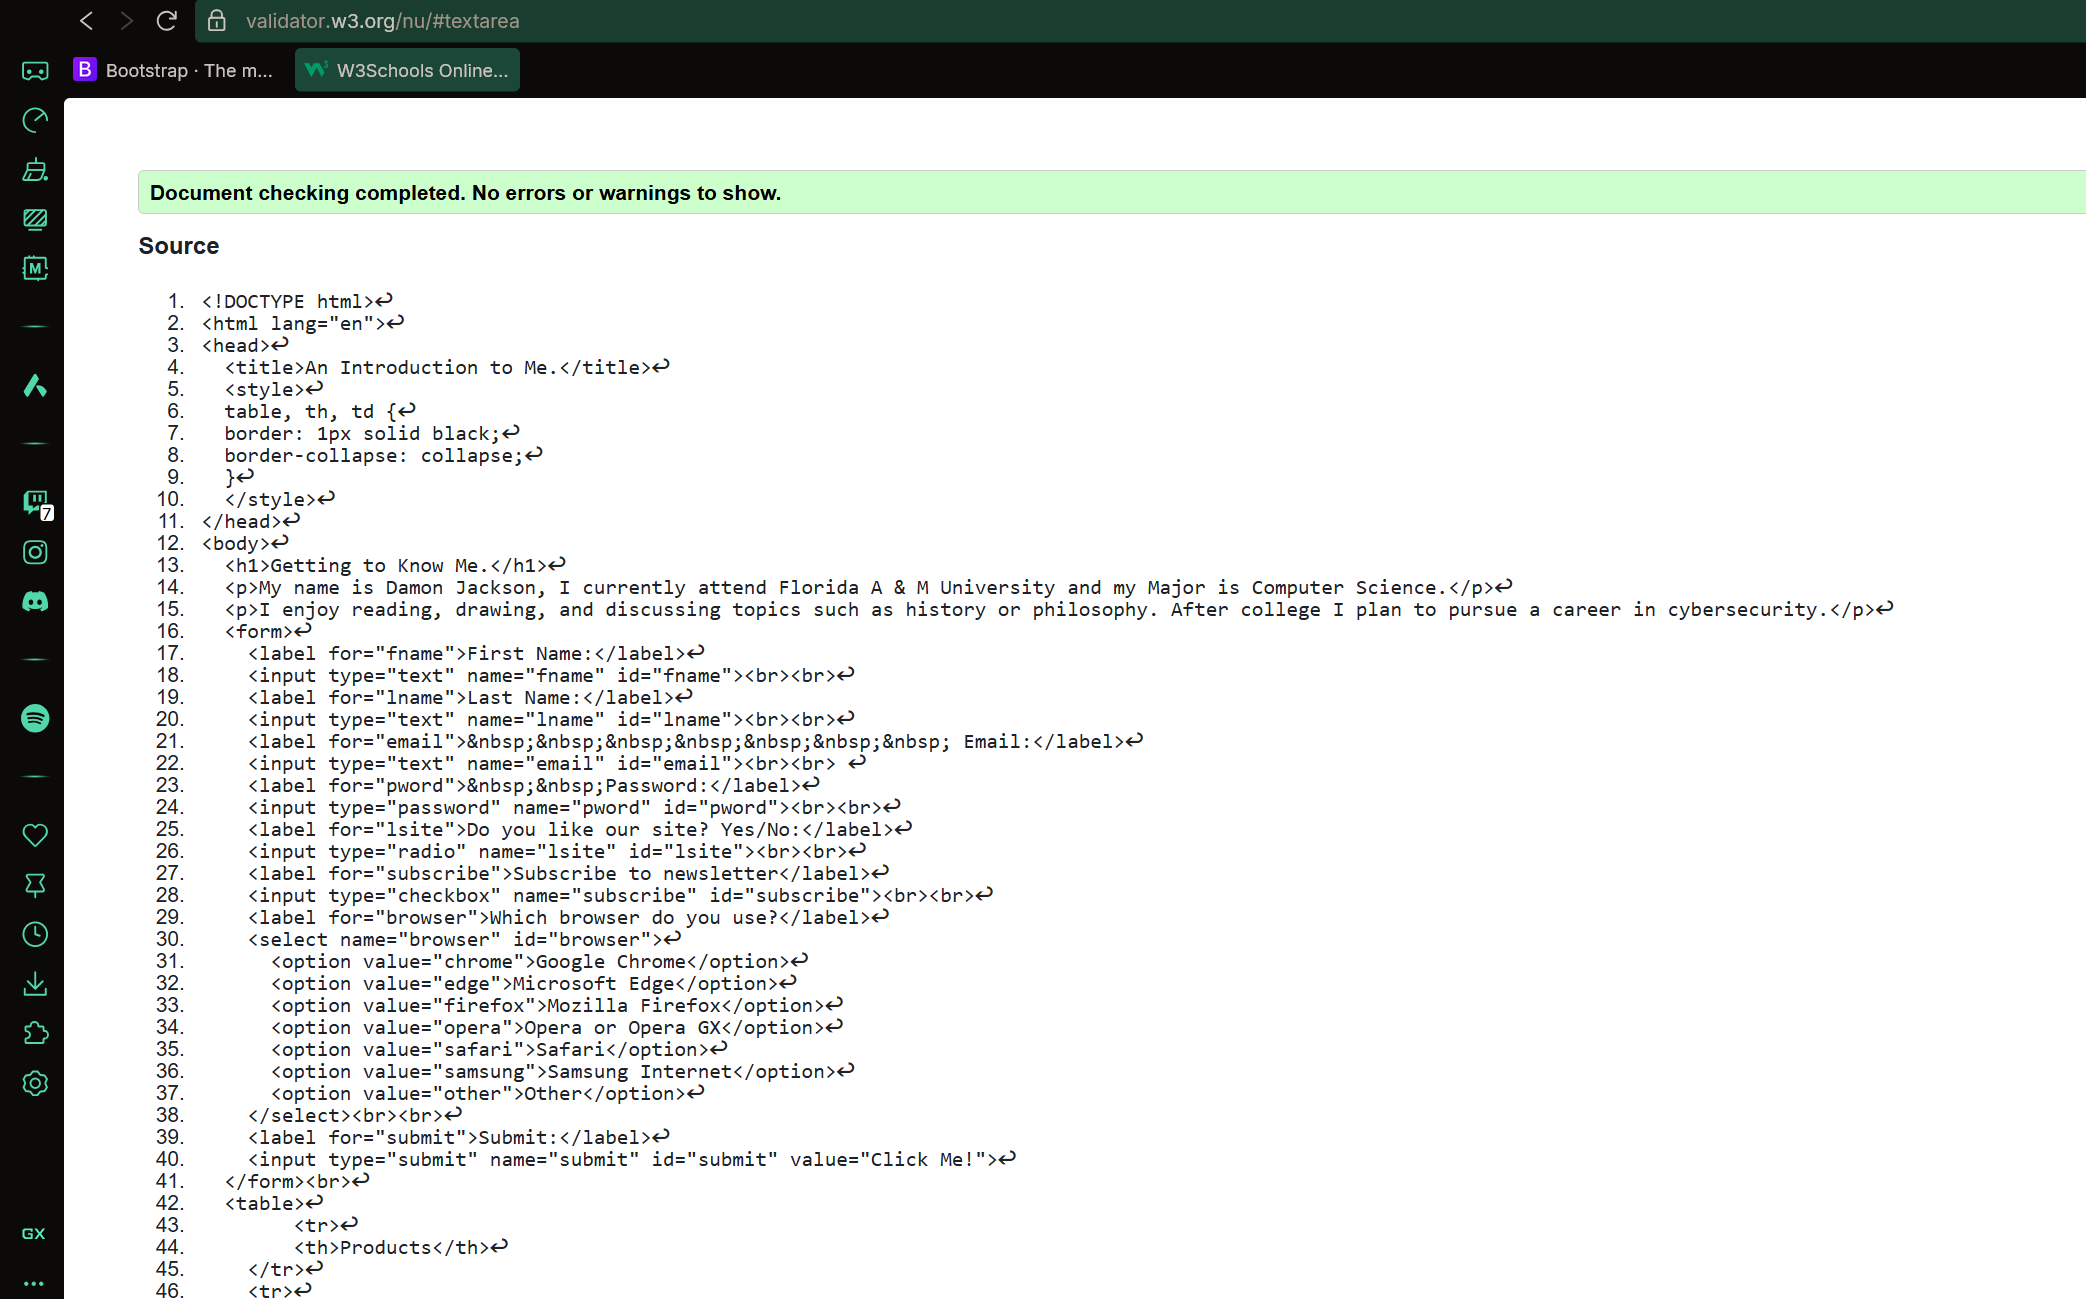 validator.w3.org/nu/#textarea
B Bootstrap · The m...
W3Schools Online...
Document checking completed. No errors or warnings to show.
Source
1. <!DOCTYPE html>↩
2. <html lang="en">↩
3. <head>↩
4. <title>An Introduction to Me.</title>↩
5. <style>↩
6. table, th, td {↩
7. border: 1px solid black;↩
8. border-collapse: collapse;↩
9. }↩
10. </style>↩
11. </head>↩
12. <body>↩
13. <h1>Getting to Know Me.</h1>↩
14. <p>My name is Damon Jackson, I currently attend Florida A & M University and my Major is Computer Science.</p>↩
15. <p>I enjoy reading, drawing, and discussing topics such as history or philosophy. After college I plan to pursue a career in cybersecurity.</p>↩
16. <form>↩
17. <label for="fname">First Name:</label>↩
18. <input type="text" name="fname" id="fname"><br><br>↩
19. <label for="lname">Last Name:</label>↩
20. <input type="text" name="lname" id="lname"><br><br>↩
21. <label for="email">&nbsp;&nbsp;&nbsp;&nbsp;&nbsp;&nbsp;&nbsp; Email:</label>↩
22. <input type="text" name="email" id="email"><br><br> ↩
23. <label for="pword">&nbsp;&nbsp;Password:</label>↩
24. <input type="password" name="pword" id="pword"><br><br>↩
25. <label for="lsite">Do you like our site? Yes/No:</label>↩
26. <input type="radio" name="lsite" id="lsite"><br><br>↩
27. <label for="subscribe">Subscribe to newsletter</label>↩
28. <input type="checkbox" name="subscribe" id="subscribe"><br><br>↩
29. <label for="browser">Which browser do you use?</label>↩
30. <select name="browser" id="browser">↩
31. <option value="chrome">Google Chrome</option>↩
32. <option value="edge">Microsoft Edge</option>↩
33. <option value="firefox">Mozilla Firefox</option>↩
34. <option value="opera">Opera or Opera GX</option>↩
35. <option value="safari">Safari</option>↩
36. <option value="samsung">Samsung Internet</option>↩
37. <option value="other">Other</option>↩
38. </select><br><br>↩
39. <label for="submit">Submit:</label>↩
40. <input type="submit" name="submit" id="submit" value="Click Me!">↩
41. </form><br>↩
42. <table>↩
43. <tr>↩
44. <th>Products</th>↩
45. </tr>↩
46. <tr>↩
M
7
GX